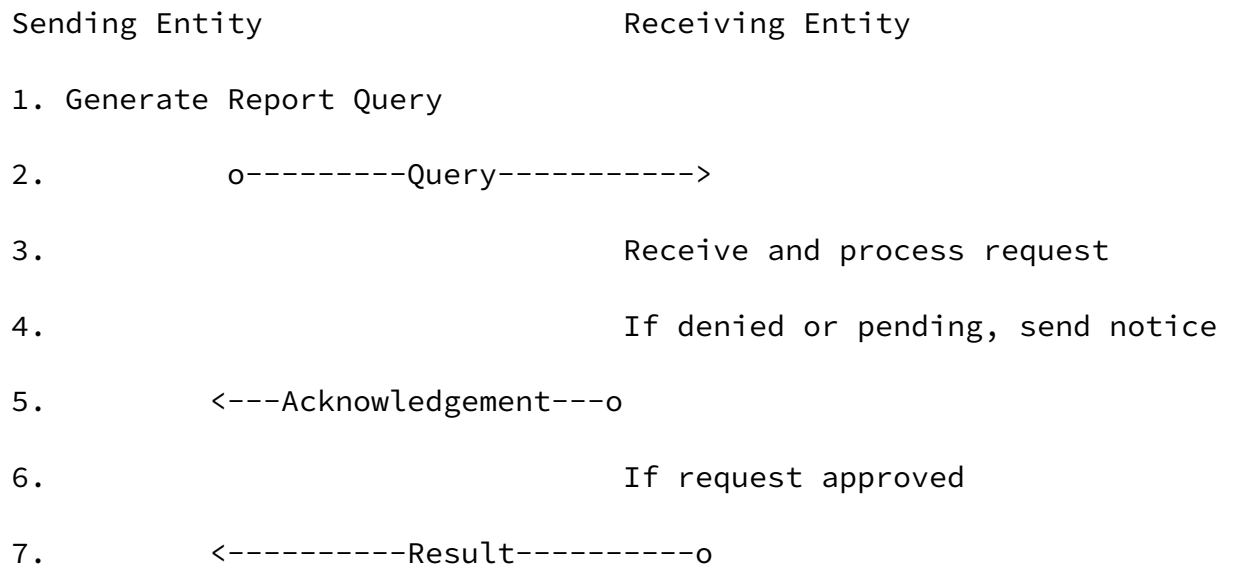 Sending Entity                    Receiving Entity
1. Generate Report Query
2.          o---------Query----------->
3.                                Receive and process request
4.                                If denied or pending, send notice
5.         <---Acknowledgement---o
6.                                If request approved
7.         <----------Result----------o